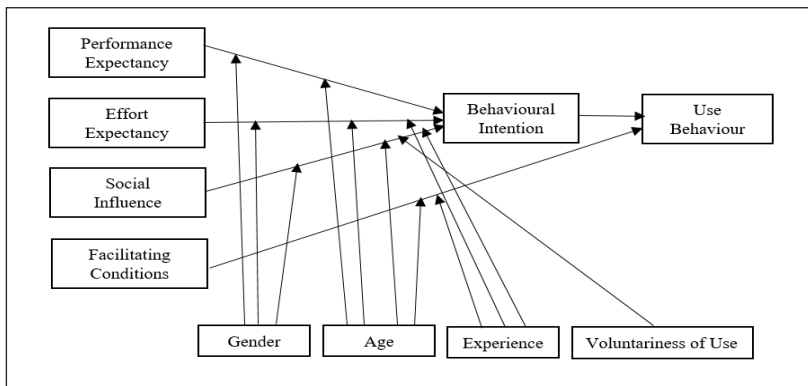 Performance
Expectancy
Effort
Expectancy
Behavioural
Intention
Use
Behaviour
Social
Influence
Facilitating
Conditions
Gender
Age
Experience
Voluntariness of Use